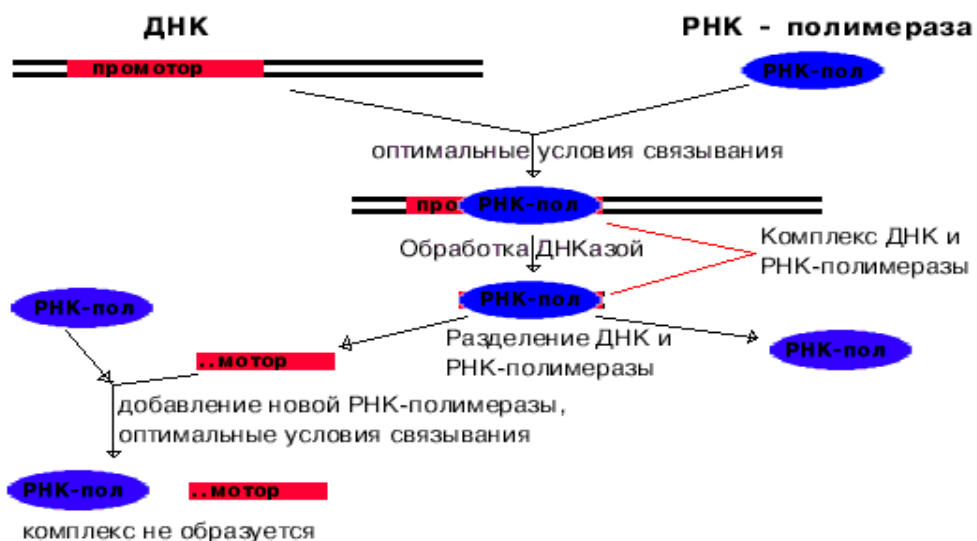 ДНК
РНК - полимераза
промотор
РНК-пол
оптимальные условия связывания
про РНК-пол
Обработка ДНКазой
Комплекс ДНК и
РНК-полимеразы
РНК-пол
РНК-пол
Разделение ДНК и
РНК-полимеразы
РНК-пол
..мотор
добавление новой РНК-полимеразы,
оптимальные условия связывания
РНК-пол
..мотор
комплекс не образуется